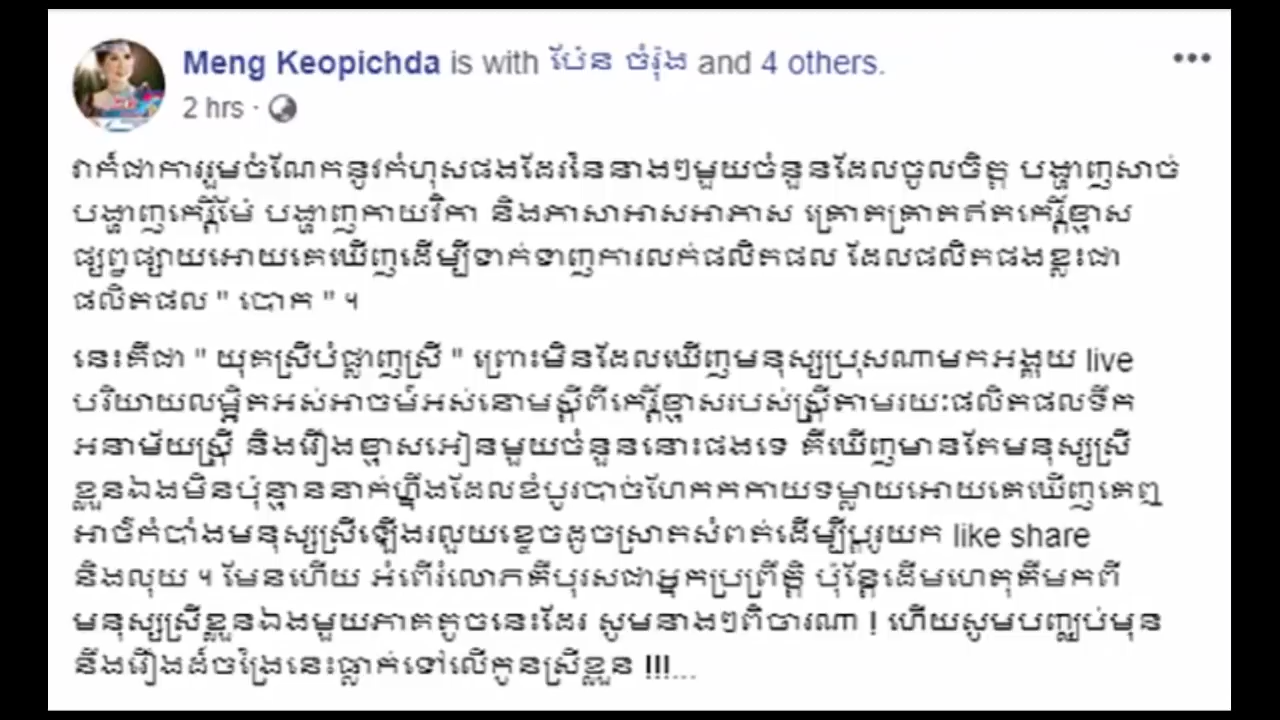 Meng Keopichda is with ប៉ែន ចំរ៉ុង and 4 others.
2 hrs ·
វាក៏ជាការរួមចំណែកនូវកំហុសផងដែរនៃនាងៗមួយចំនួនដែលចូលចិត្ត បង្ហាញសាច់
បង្ហាញកេរ្តិ៍មែ៉ បង្ហាញកាយវិកា និងភាសាអាសអាភាស គ្រោតគ្រាតឥតកេរ្តិ៍ខ្មាស
ផ្សព្វផ្សាយអោយគេឃើញដើម្បីទាក់ទាញការលក់ផលិតផល ដែលផលិតផងខ្លះជា
ផលិតផល " បោក " ។
នេះគឺជា " យុគស្រីបំផ្លាញស្រី " ព្រោះមិនដែលឃើញមនុស្សប្រុសណាមកអង្គុយ live
បរិយាយលម្អិតអស់អាចម៍អស់នោមស្តីពីកេរ្តិ៍ខ្មាសរបស់ស្ត្រីតាមរយៈផលិតផលទឹក
អនាម័យស្ត្រី និងរឿងខ្មាសអៀនមួយចំនួននោះផងទេ គឺឃើញមានតែមនុស្សស្រី
ខ្លួនឯងមិនប៉ុន្មាននាក់ហ្នឹងដែលខំបូរបាច់ហែកកកាយទម្លាយអោយគេឃើញគេឮ
អាថ៌កំបាំងមនុស្សស្រីឡើងរលួយខ្ទេចដូចស្រាតសំពត់ដើម្បីប្តូរយក like share
និងលុយ ។ មែនហើយ អំពើរំលោភគឺបុរសជាអ្នកប្រព្រឹត្តិ ប៉ុន្តែដើមហេតុគឺមកពី
មនុស្សស្រីខ្លួនឯងមួយភាគតូចនេះដែរ សូមនាងៗពិចារណា ! ហើយសូមបញ្ឈប់មុន
នឹងរឿងដ៏ចង្រៃនេះធ្លាក់ទៅលើកូនស្រីខ្លួន !!!...